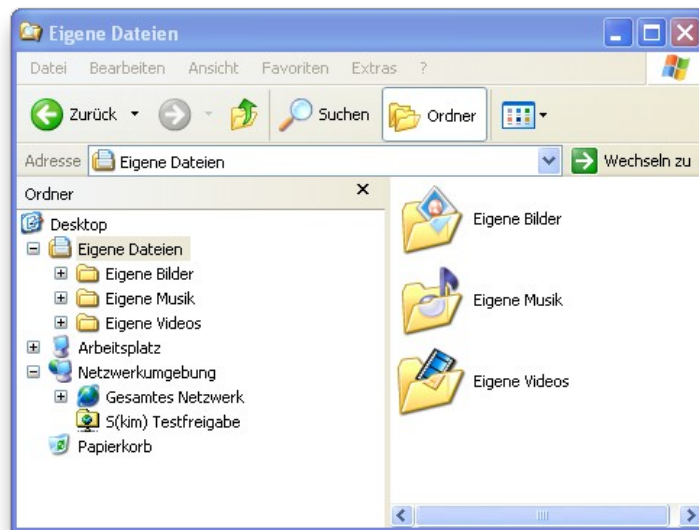 Eigene Dateien
Datei Bearbeiten Ansicht Favoriten Extras ?
Zurück Suchen Ordner
Adresse Eigene Dateien Wechseln zu
Ordner
Desktop
Eigene Dateien
Eigene Bilder
Eigene Musik
Eigene Videos
Arbeitsplatz
Netzwerkumgebung
Gesamtes Netzwerk
S(kim) Testfreigabe
Papierkorb
Eigene Bilder
Eigene Musik
Eigene Videos